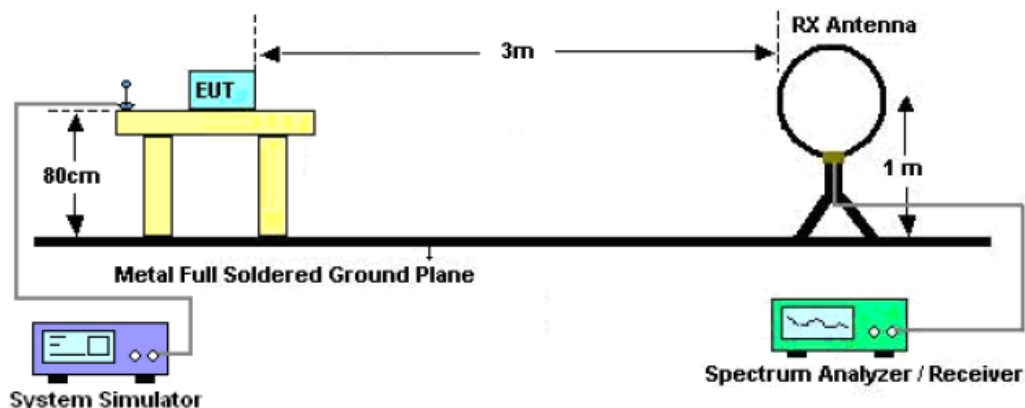 RX Antenna
3m
EUT
80cm
1 m
Metal Full Soldered Ground Plane
System Simulator
Spectrum Analyzer / Receiver